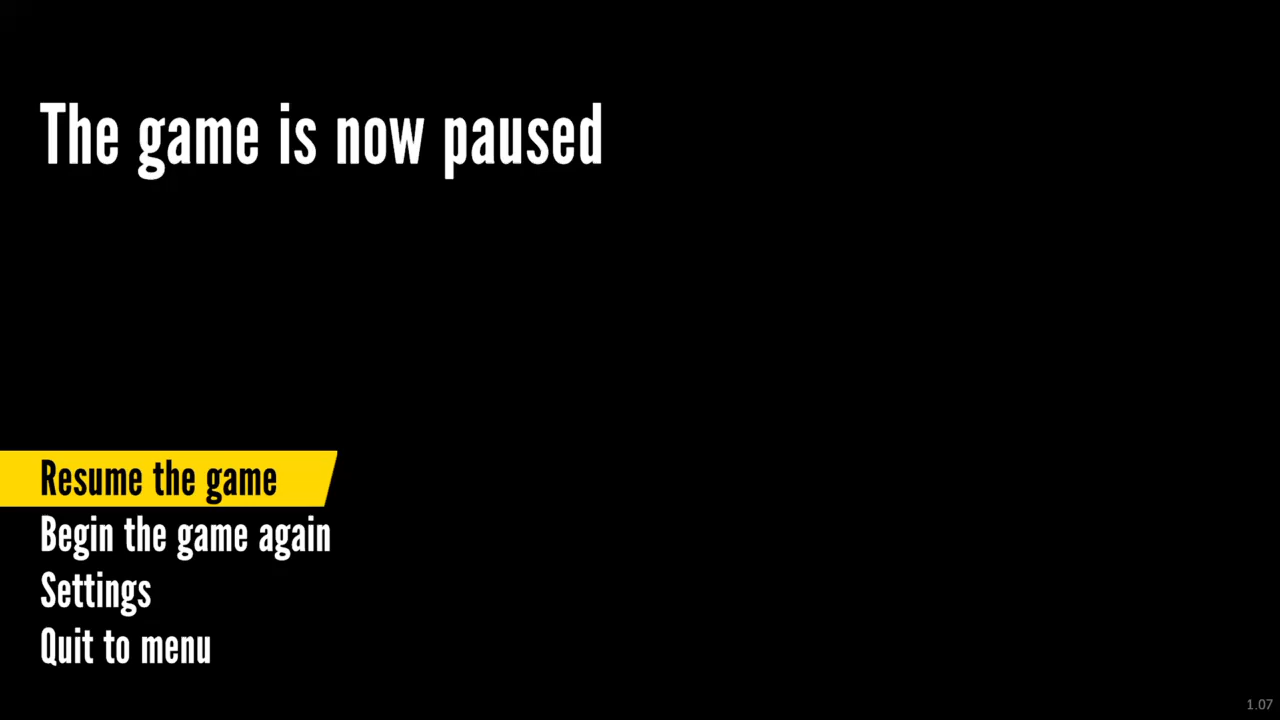 The game is now paused
Resume the game
Begin the game again
Settings
Quit to menu
1.07